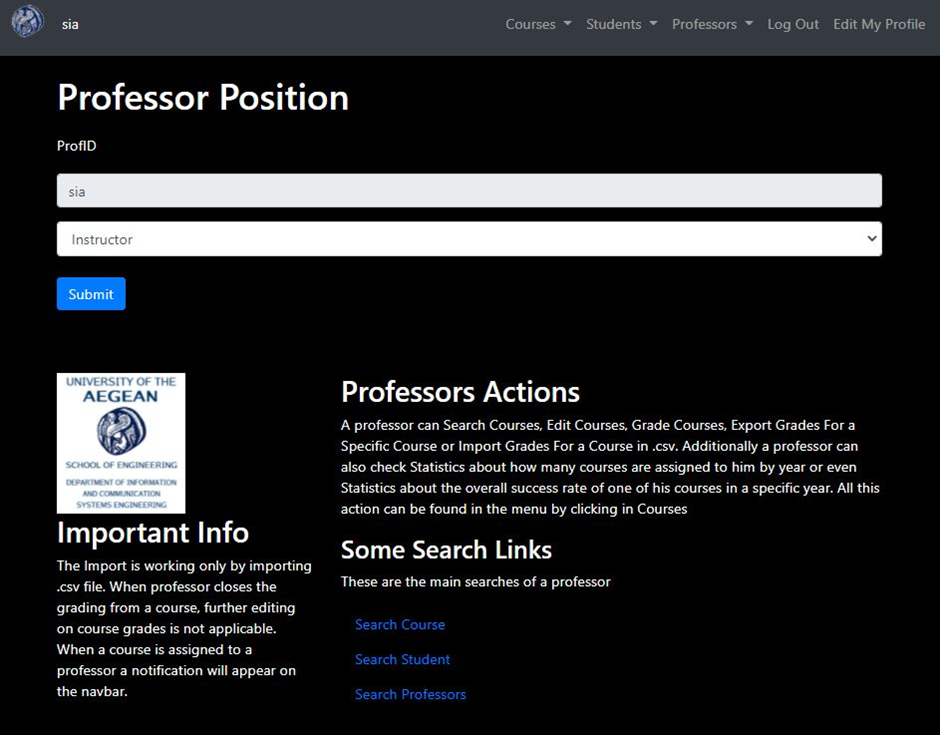 sia
Courses Students Professors Log Out Edit My Profile
Professor Position
ProfID
sia
Instructor
Submit
UNIVERSITY OF THE
AEGEAN
SCHOOL OF ENGINEERING
DEPARTMENT OF INFORMATION
AND COMMUNICATION
SYSTEMS ENGINEERING
Important Info
The Import is working only by importing
.csv file. When professor closes the
grading from a course, further editing
on course grades is not applicable.
When a course is assigned to a
professor a notification will appear on
the navbar.
Professors Actions
A professor can Search Courses, Edit Courses, Grade Courses, Export Grades For a
Specific Course or Import Grades For a Course in .csv. Additionally a professor can
also check Statistics about how many courses are assigned to him by year or even
Statistics about the overall success rate of one of his courses in a specific year. All this
action can be found in the menu by clicking in Courses
Some Search Links
These are the main searches of a professor
Search Course
Search Student
Search Professors